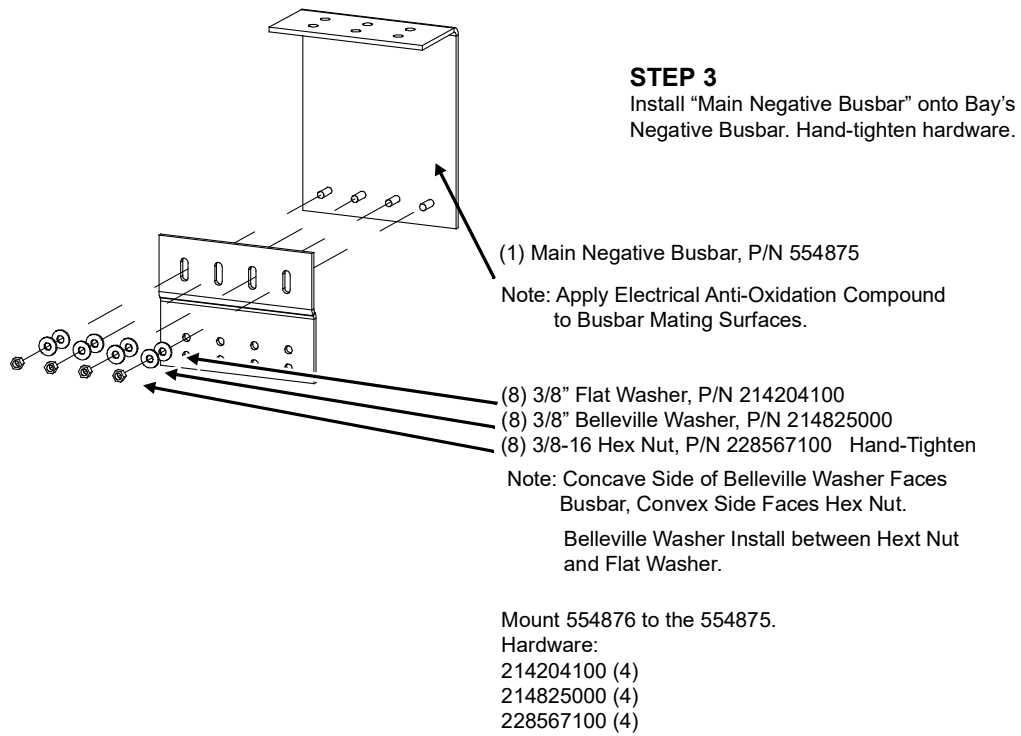 STEP 3
Install “Main Negative Busbar” onto Bay’s
Negative Busbar. Hand-tighten hardware.
(1) Main Negative Busbar, P/N 554875
Note: Apply Electrical Anti-Oxidation Compound
to Busbar Mating Surfaces.
(8) 3/8” Flat Washer, P/N 214204100
(8) 3/8” Belleville Washer, P/N 214825000
(8) 3/8-16 Hex Nut, P/N 228567100 Hand-Tighten
Note: Concave Side of Belleville Washer Faces
Busbar, Convex Side Faces Hex Nut.
Belleville Washer Install between Hext Nut
and Flat Washer.
Mount 554876 to the 554875.
Hardware:
214204100 (4)
214825000 (4)
228567100 (4)